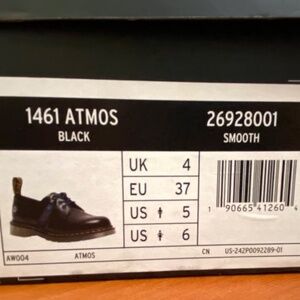 1461 ATMOS
BLACK
26928001
SMOOTH
UK 4
EU 37
US 5
US 6
1 90665 41260 4
AW004 ATMOS CN US-242P0092289-01